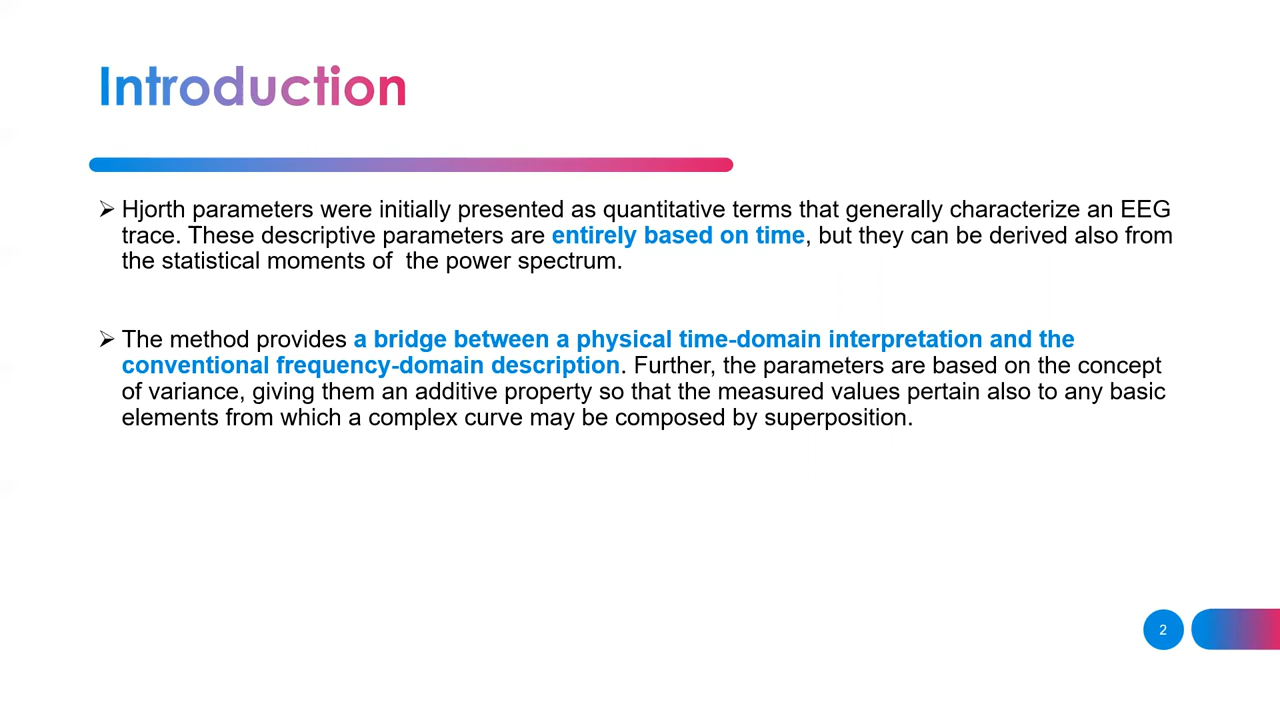 Introduction
➢ Hjorth parameters were initially presented as quantitative terms that generally characterize an EEG
trace. These descriptive parameters are entirely based on time, but they can be derived also from
the statistical moments of  the power spectrum.
➢ The method provides a bridge between a physical time-domain interpretation and the
conventional frequency-domain description. Further, the parameters are based on the concept
of variance, giving them an additive property so that the measured values pertain also to any basic
elements from which a complex curve may be composed by superposition.
2